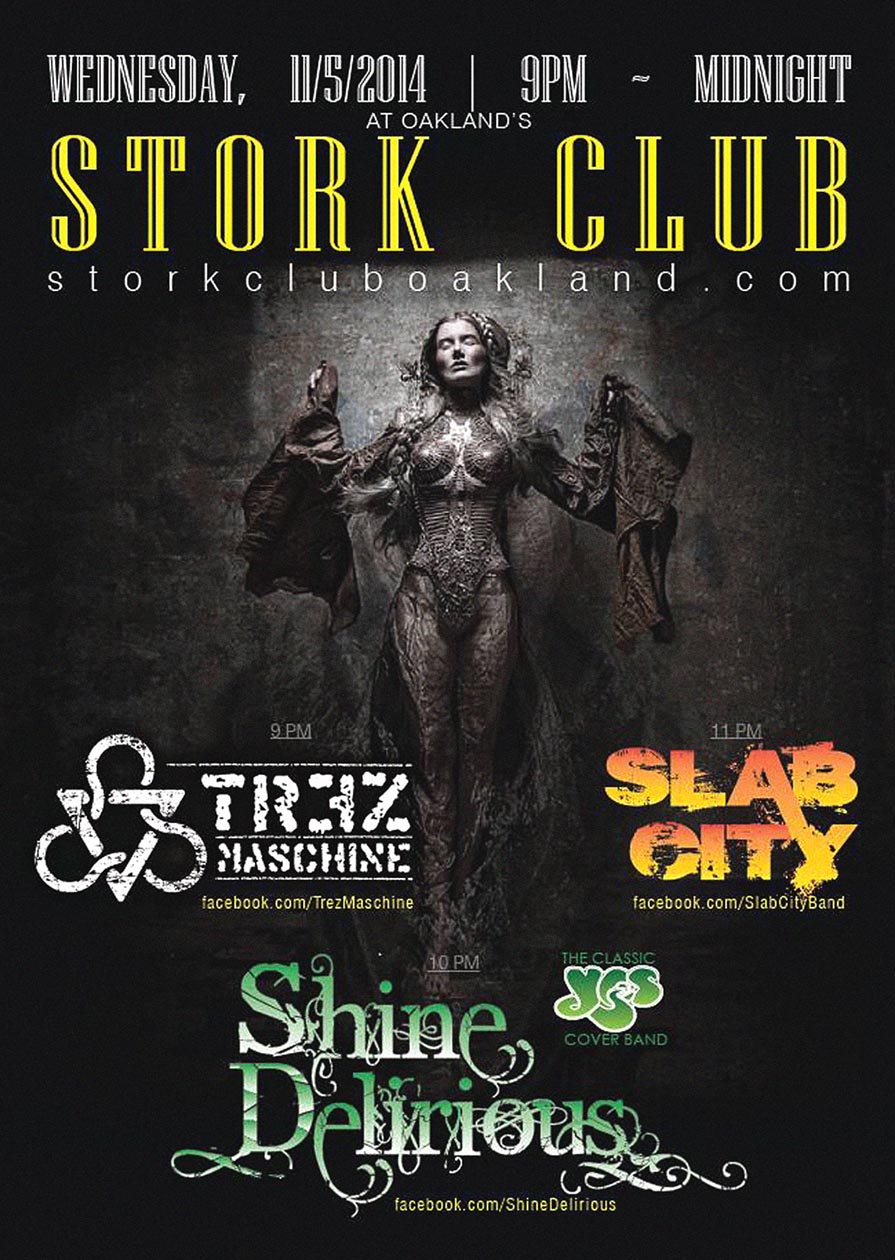 WEDNESDAY, 11/5/2014 | 9PM ~ MIDNIGHT
AT OAKLAND'S
STORK CLUB
storkcluboakland.com
9 PM
TR3Z
MASCHINE
facebook.com/TrezMaschine
11 PM
SLAB
CITY
facebook.com/SlabCityBand
10 PM
Shine
Delirious
THE CLASSIC
yes
COVER BAND
facebook.com/ShineDelirious